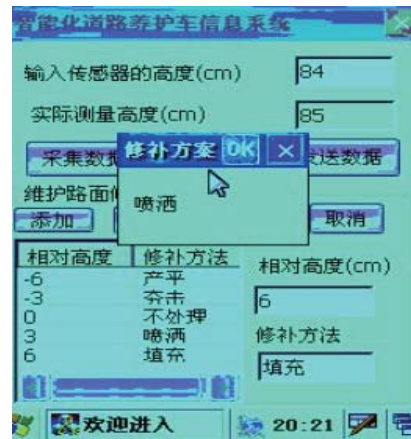 智能化道路养护车信息系统
输入传感器的高度(cm)
84
实际测量高度(cm)
85
采集数据
发送数据
修补方案 OK ×
喷洒
维护路面
添加
取消
相对高度 修补方法
-6 产平
-3 夯击
0 不处理
3 喷洒
6 填充
相对高度(cm)
6
修补方法
填充
欢迎进入
20:21